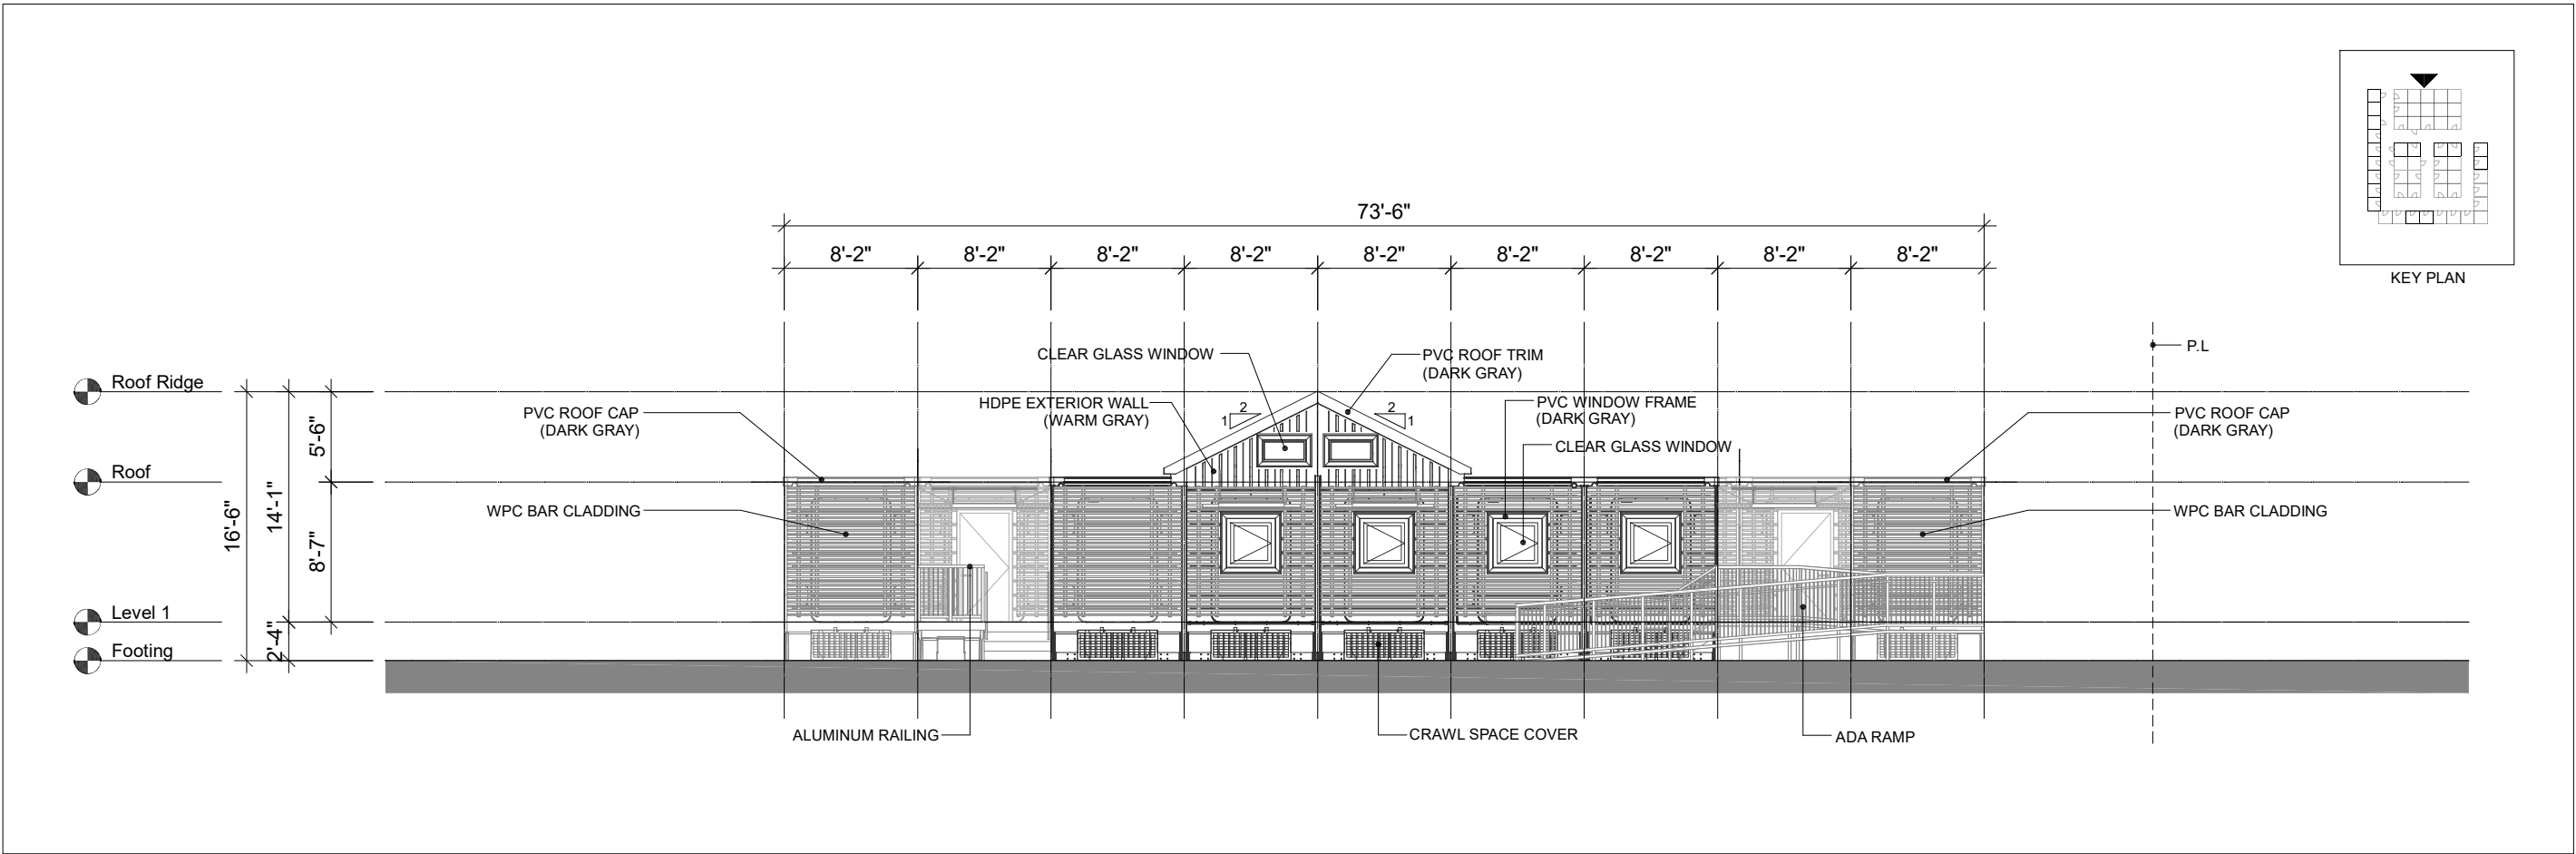 KEY PLAN
73'-6"
8'-2"
8'-2"
8'-2"
8'-2"
8'-2"
8'-2"
8'-2"
8'-2"
8'-2"
P.L
CLEAR GLASS WINDOW
PVC ROOF TRIM
(DARK GRAY)
Roof Ridge
HDPE EXTERIOR WALL
(WARM GRAY)
2
1
2
1
PVC WINDOW FRAME
(DARK GRAY)
PVC ROOF CAP
(DARK GRAY)
PVC ROOF CAP
(DARK GRAY)
CLEAR GLASS WINDOW
5'-6"
Roof
14'-1"
16'-6"
8'-7"
WPC BAR CLADDING
WPC BAR CLADDING
Level 1
2'-4"
Footing
ALUMINUM RAILING
CRAWL SPACE COVER
ADA RAMP